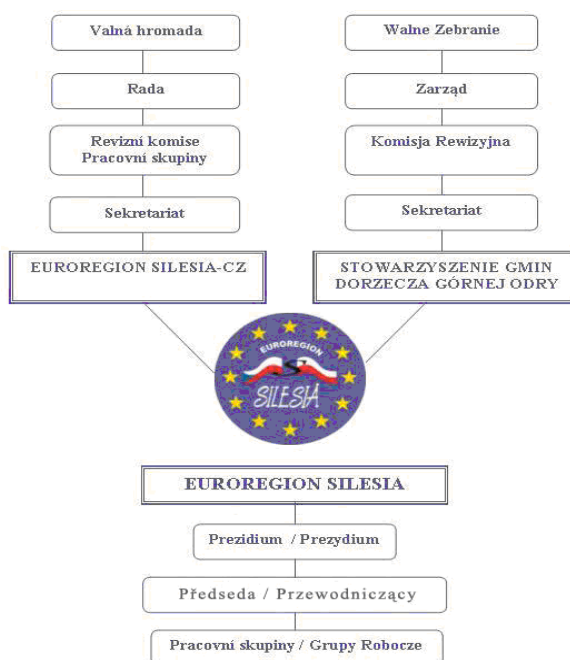 Valná hromada
Rada
Revizní komise
Pracovní skupiny
Sekretariat
EUROREGION SILESIA-CZ
Walne Zebranie
Zarząd
Komisja Rewizyjna
Sekretariat
STOWARZYSZENIE GMIN
DORZECZA GÓRNEJ ODRY
EUROREGION
SILESIA
EUROREGION SILESIA
Prezidium / Prezydium
Předseda / Przewodniczący
Pracovní skupiny / Grupy Robocze